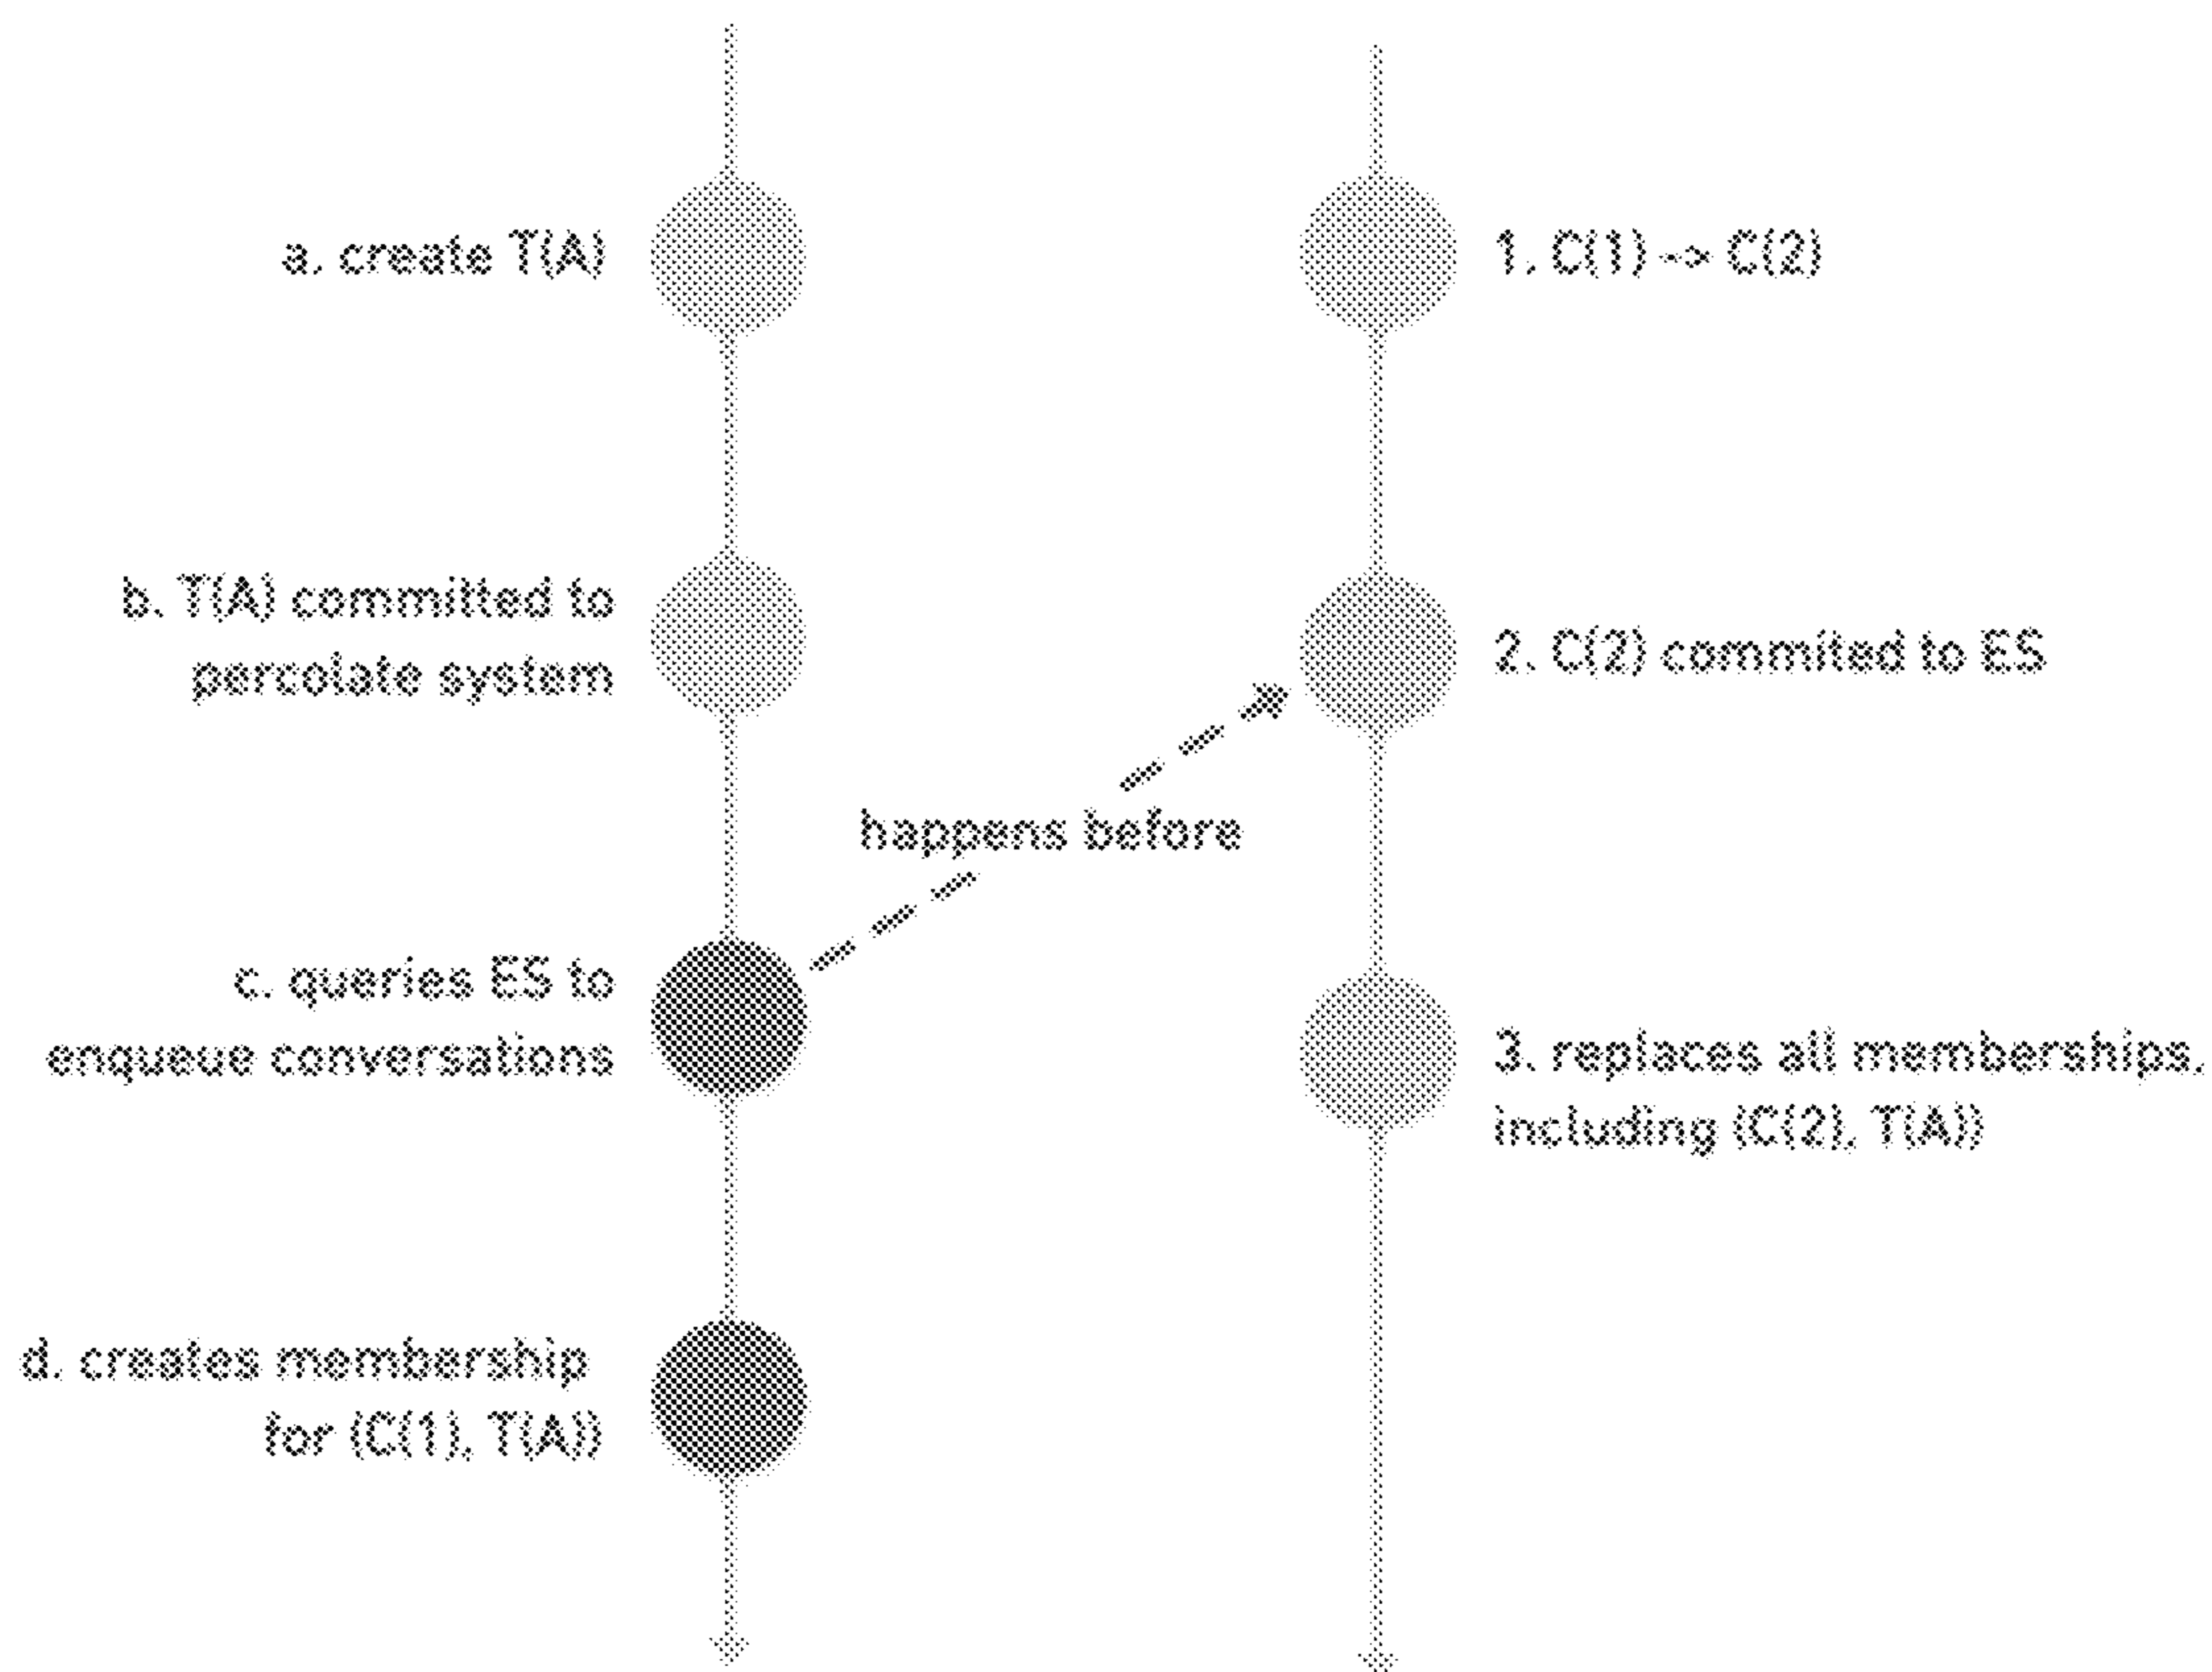 a. create T(A)
b. T(A) committed to
percolate system
c. queries ES to
enqueue conversations
d. creates membership
for (C(1), T(A))
happens before
1. C(1) -> C(2)
2. C(2) commited to ES
3. replaces all memberships,
including (C(2), T(A))